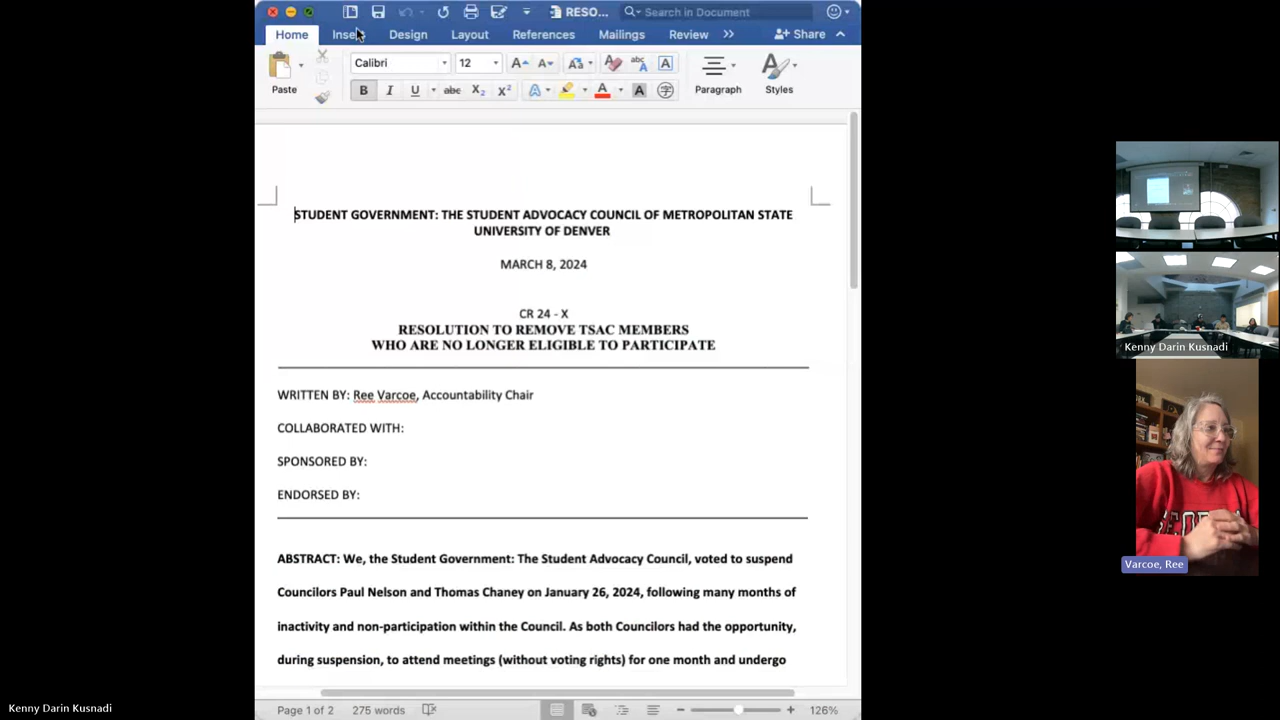 RESO...
Search in Document
Home
Insert
Design
Layout
References
Mailings
Review
Share
Paste
Calibri
12
Paragraph
Styles
STUDENT GOVERNMENT: THE STUDENT ADVOCACY COUNCIL OF METROPOLITAN STATE
UNIVERSITY OF DENVER
MARCH 8, 2024
CR 24 - X
RESOLUTION TO REMOVE TSAC MEMBERS
WHO ARE NO LONGER ELIGIBLE TO PARTICIPATE
WRITTEN BY: Ree Varcoe, Accountability Chair
COLLABORATED WITH:
SPONSORED BY:
ENDORSED BY:
ABSTRACT: We, the Student Government: The Student Advocacy Council, voted to suspend
Councilors Paul Nelson and Thomas Chaney on January 26, 2024, following many months of
inactivity and non-participation within the Council. As both Councilors had the opportunity,
during suspension, to attend meetings (without voting rights) for one month and undergo
Page 1 of 2
275 words
126%
Kenny Darin Kusnadi
Varcoe, Ree
Kenny Darin Kusnadi